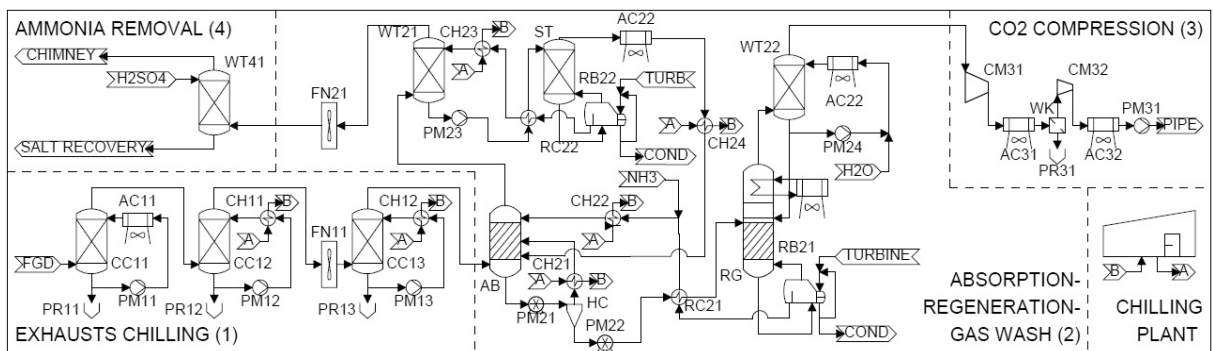 AMMONIA REMOVAL (4)
CHIMNEY
WT41
H2SO4
SALT RECOVERY
FN21
WT21
CH23
B
A
PM23
ST
AC22
RB22
TURB
RC22
COND
A
B
CH24
NH3
WT22
AC22
PM24
H2O
CO2 COMPRESSION (3)
CM31
CM32
WK
PM31
PIPE
AC31
AC32
PR31
AC11
FGD
CC11
PM11
PR11
CH11
B
A
CC12
PM12
PR12
FN11
CH12
B
A
CC13
PM13
PR13
EXHAUSTS CHILLING (1)
AB
CH22
B
A
CH21
A
B
HC
PM21
PM22
RC21
RG
RB21
TURBINE
COND
ABSORPTION-
REGENERATION-
GAS WASH (2)
B
A
CHILLING
PLANT